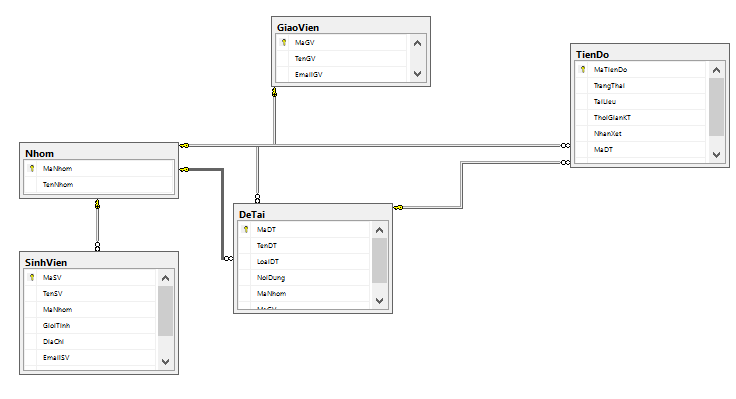 GiaoVien
MaGV
TenGV
EmailGV
TienDo
MaTienDo
TrangThai
TaiLieu
ThoiGianKT
NhanXet
MaDT
Nhom
MaNhom
TenNhom
DeTai
MaDT
TenDT
LoaiDT
NoiDung
MaNhom
MaGV
SinhVien
MaSV
TenSV
MaNhom
GioiTinh
DiaChi
EmailSV